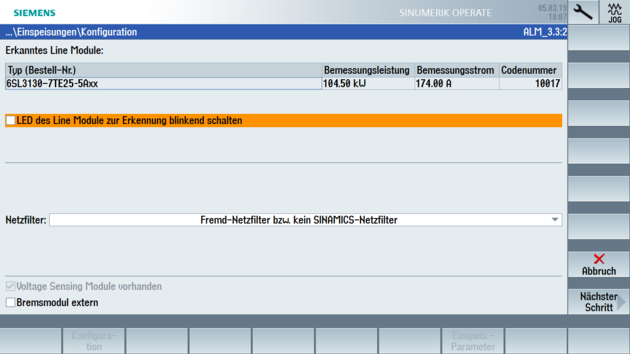 SIEMENS
SINUMERIK OPERATE
05.03.19
10:07
JOG
...\Einspeisungen\Konfiguration
ALM_3.3:2
Erkanntes Line Module:
Typ (Bestell-Nr.) Bemessungsleistung Bemessungsstrom Codenummer
6SL3130-7TE25-5Axx 104.50 kW 174.00 A 10017
LED des Line Module zur Erkennung blinkend schalten
Netzfilter: Fremd-Netzfilter bzw. kein SINAMICS-Netzfilter
Abbruch
Voltage Sensing Module vorhanden
Bremsmodul extern
Nächster
Schritt
Konfigura-
tion
Einspeis.-
Parameter